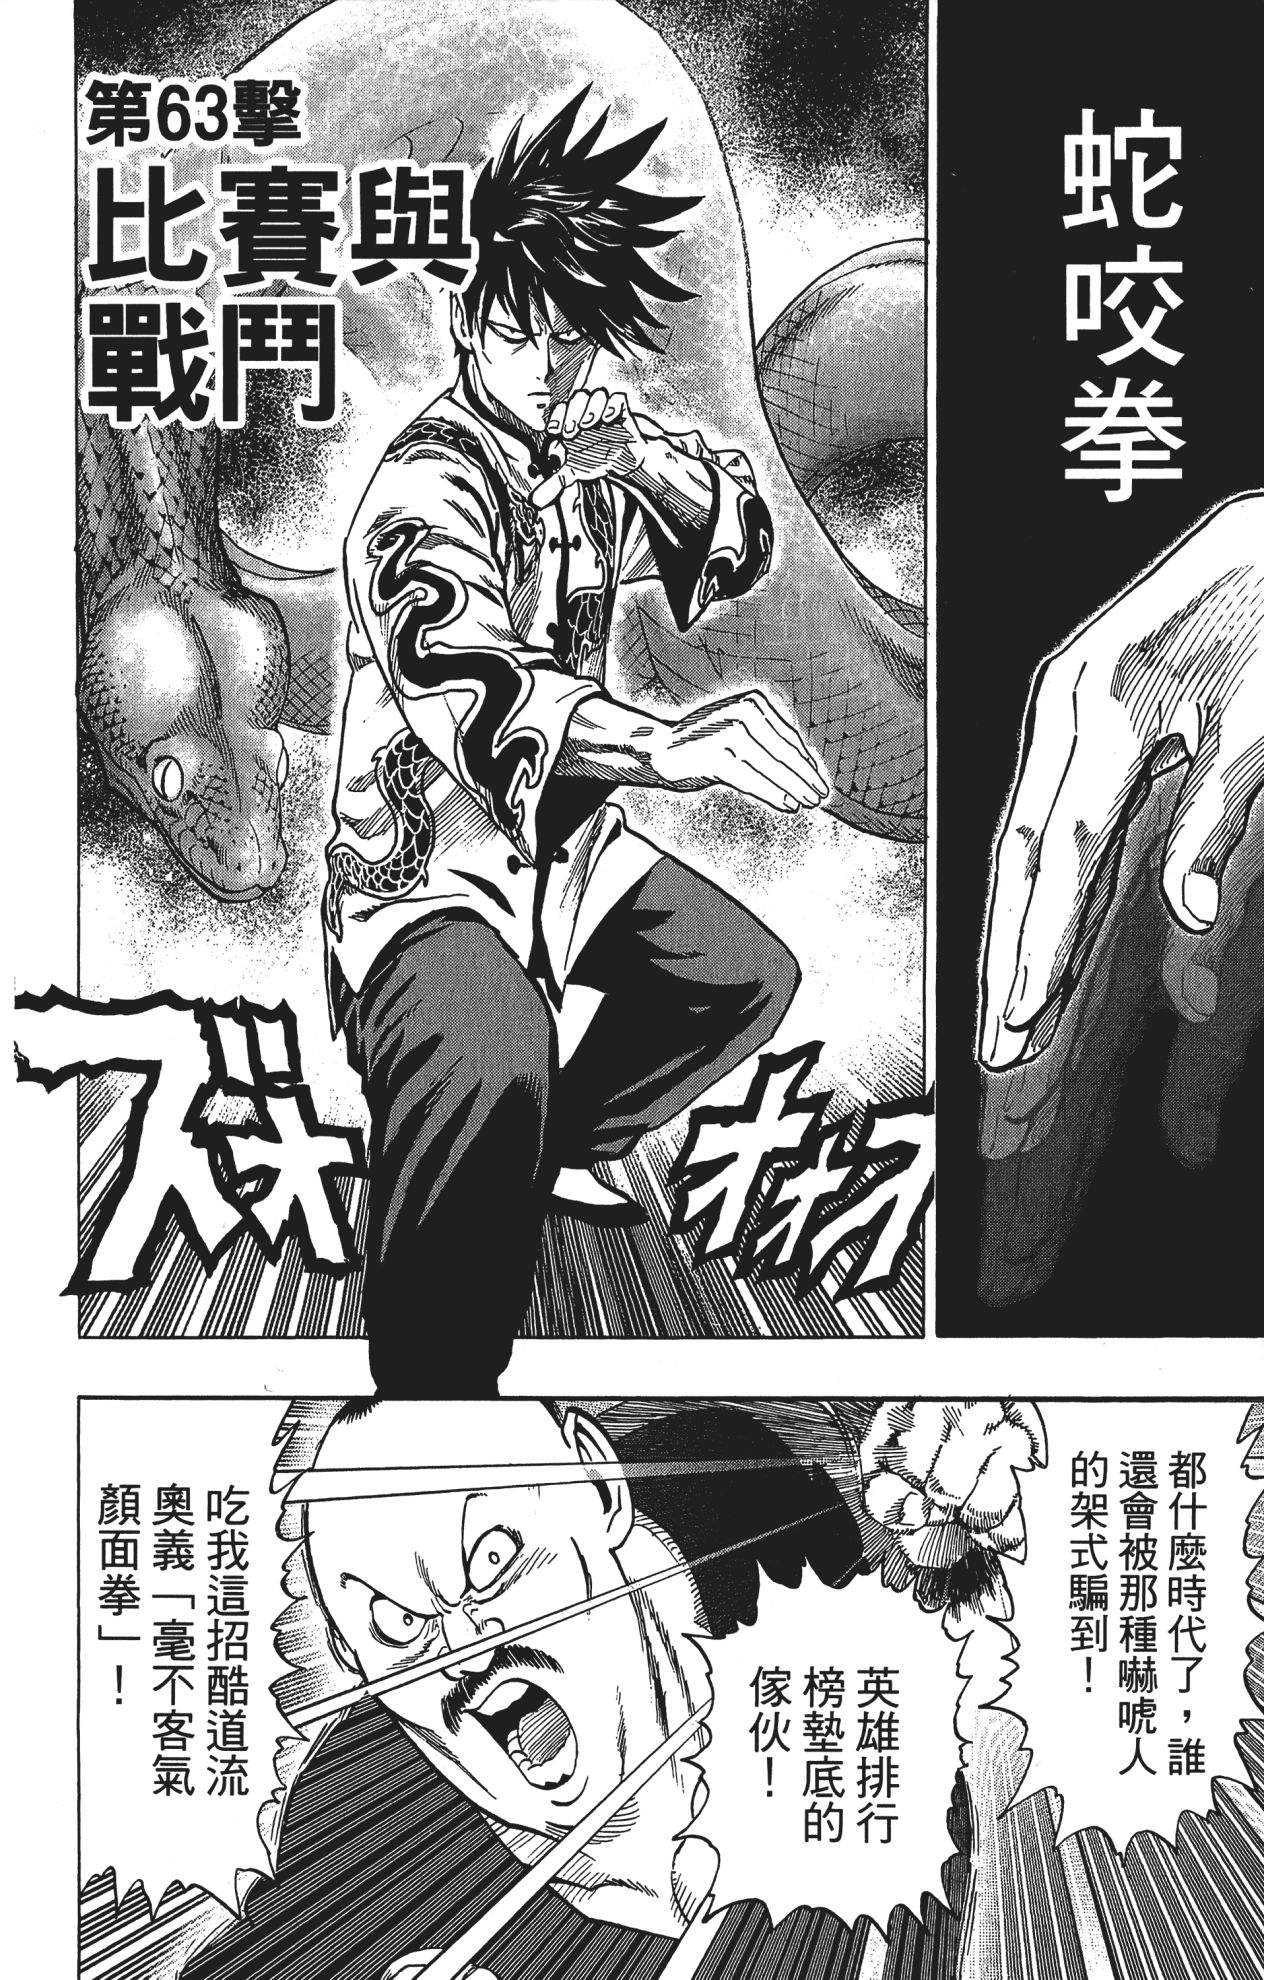 蛇咬拳
第63擊
比賽與
戰鬥
都什麼時代了，誰
還會被那種嚇唬人
的架式騙到！
英雄排行
榜墊底的
傢伙！
吃我這招酷道流
奧義「毫不客氣
顏面拳」！